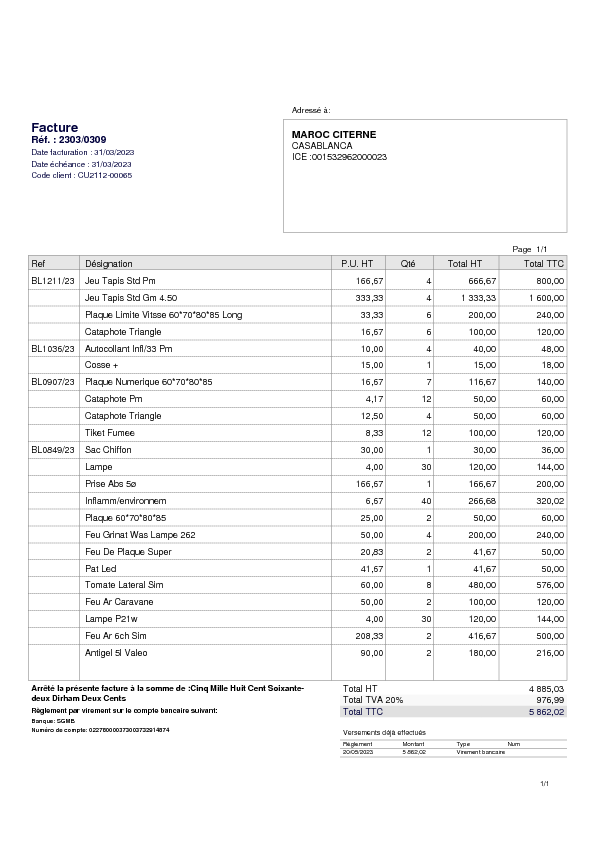 Adressé à:
Facture
Réf. : 2303/0309
Date facturation : 31/03/2023
Date échéance : 31/03/2023
Code client : CU2112-00065
MAROC CITERNE
CASABLANCA
ICE :001532962000023
Page 1/1
Ref Désignation P.U. HT Qté Total HT Total TTC
BL1211/23 Jeu Tapis Std Pm 166,67 4 666,67 800,00
Jeu Tapis Std Gm 4.50 333,33 4 1 333,33 1 600,00
Plaque Limite Vitsse 60*70*80*85 Long 33,33 6 200,00 240,00
Cataphote Triangle 16,67 6 100,00 120,00
BL1036/23 Autocollant Infl/33 Pm 10,00 4 40,00 48,00
Cosse + 15,00 1 15,00 18,00
BL0907/23 Plaque Numerique 60*70*80*85 16,67 7 116,67 140,00
Cataphote Pm 4,17 12 50,00 60,00
Cataphote Triangle 12,50 4 50,00 60,00
Tiket Fumee 8,33 12 100,00 120,00
BL0849/23 Sac Chiffon 30,00 1 30,00 36,00
Lampe 4,00 30 120,00 144,00
Prise Abs 5ø 166,67 1 166,67 200,00
Inflamm/environnem 6,67 40 266,68 320,02
Plaque 60*70*80*85 25,00 2 50,00 60,00
Feu Grinat Was Lampe 262 50,00 4 200,00 240,00
Feu De Plaque Super 20,83 2 41,67 50,00
Pat Led 41,67 1 41,67 50,00
Tomate Lateral Sim 60,00 8 480,00 576,00
Feu Ar Caravane 50,00 2 100,00 120,00
Lampe P21w 4,00 30 120,00 144,00
Feu Ar 6ch Sim 208,33 2 416,67 500,00
Antigel 5l Valeo 90,00 2 180,00 216,00
Arrêté la présente facture à la somme de :Cinq Mille Huit Cent Soixante-
deux Dirham Deux Cents
Règlement par virement sur le compte bancaire suivant:
Banque: SGMB
Numéro de compte:
Total HT 4 885,03
Total TVA 20% 976,99
Total TTC 5 862,02
Versements déjà effectués
Règlement Montant Type Num
20/05/2023 5 862,02 Virement bancaire
1/1